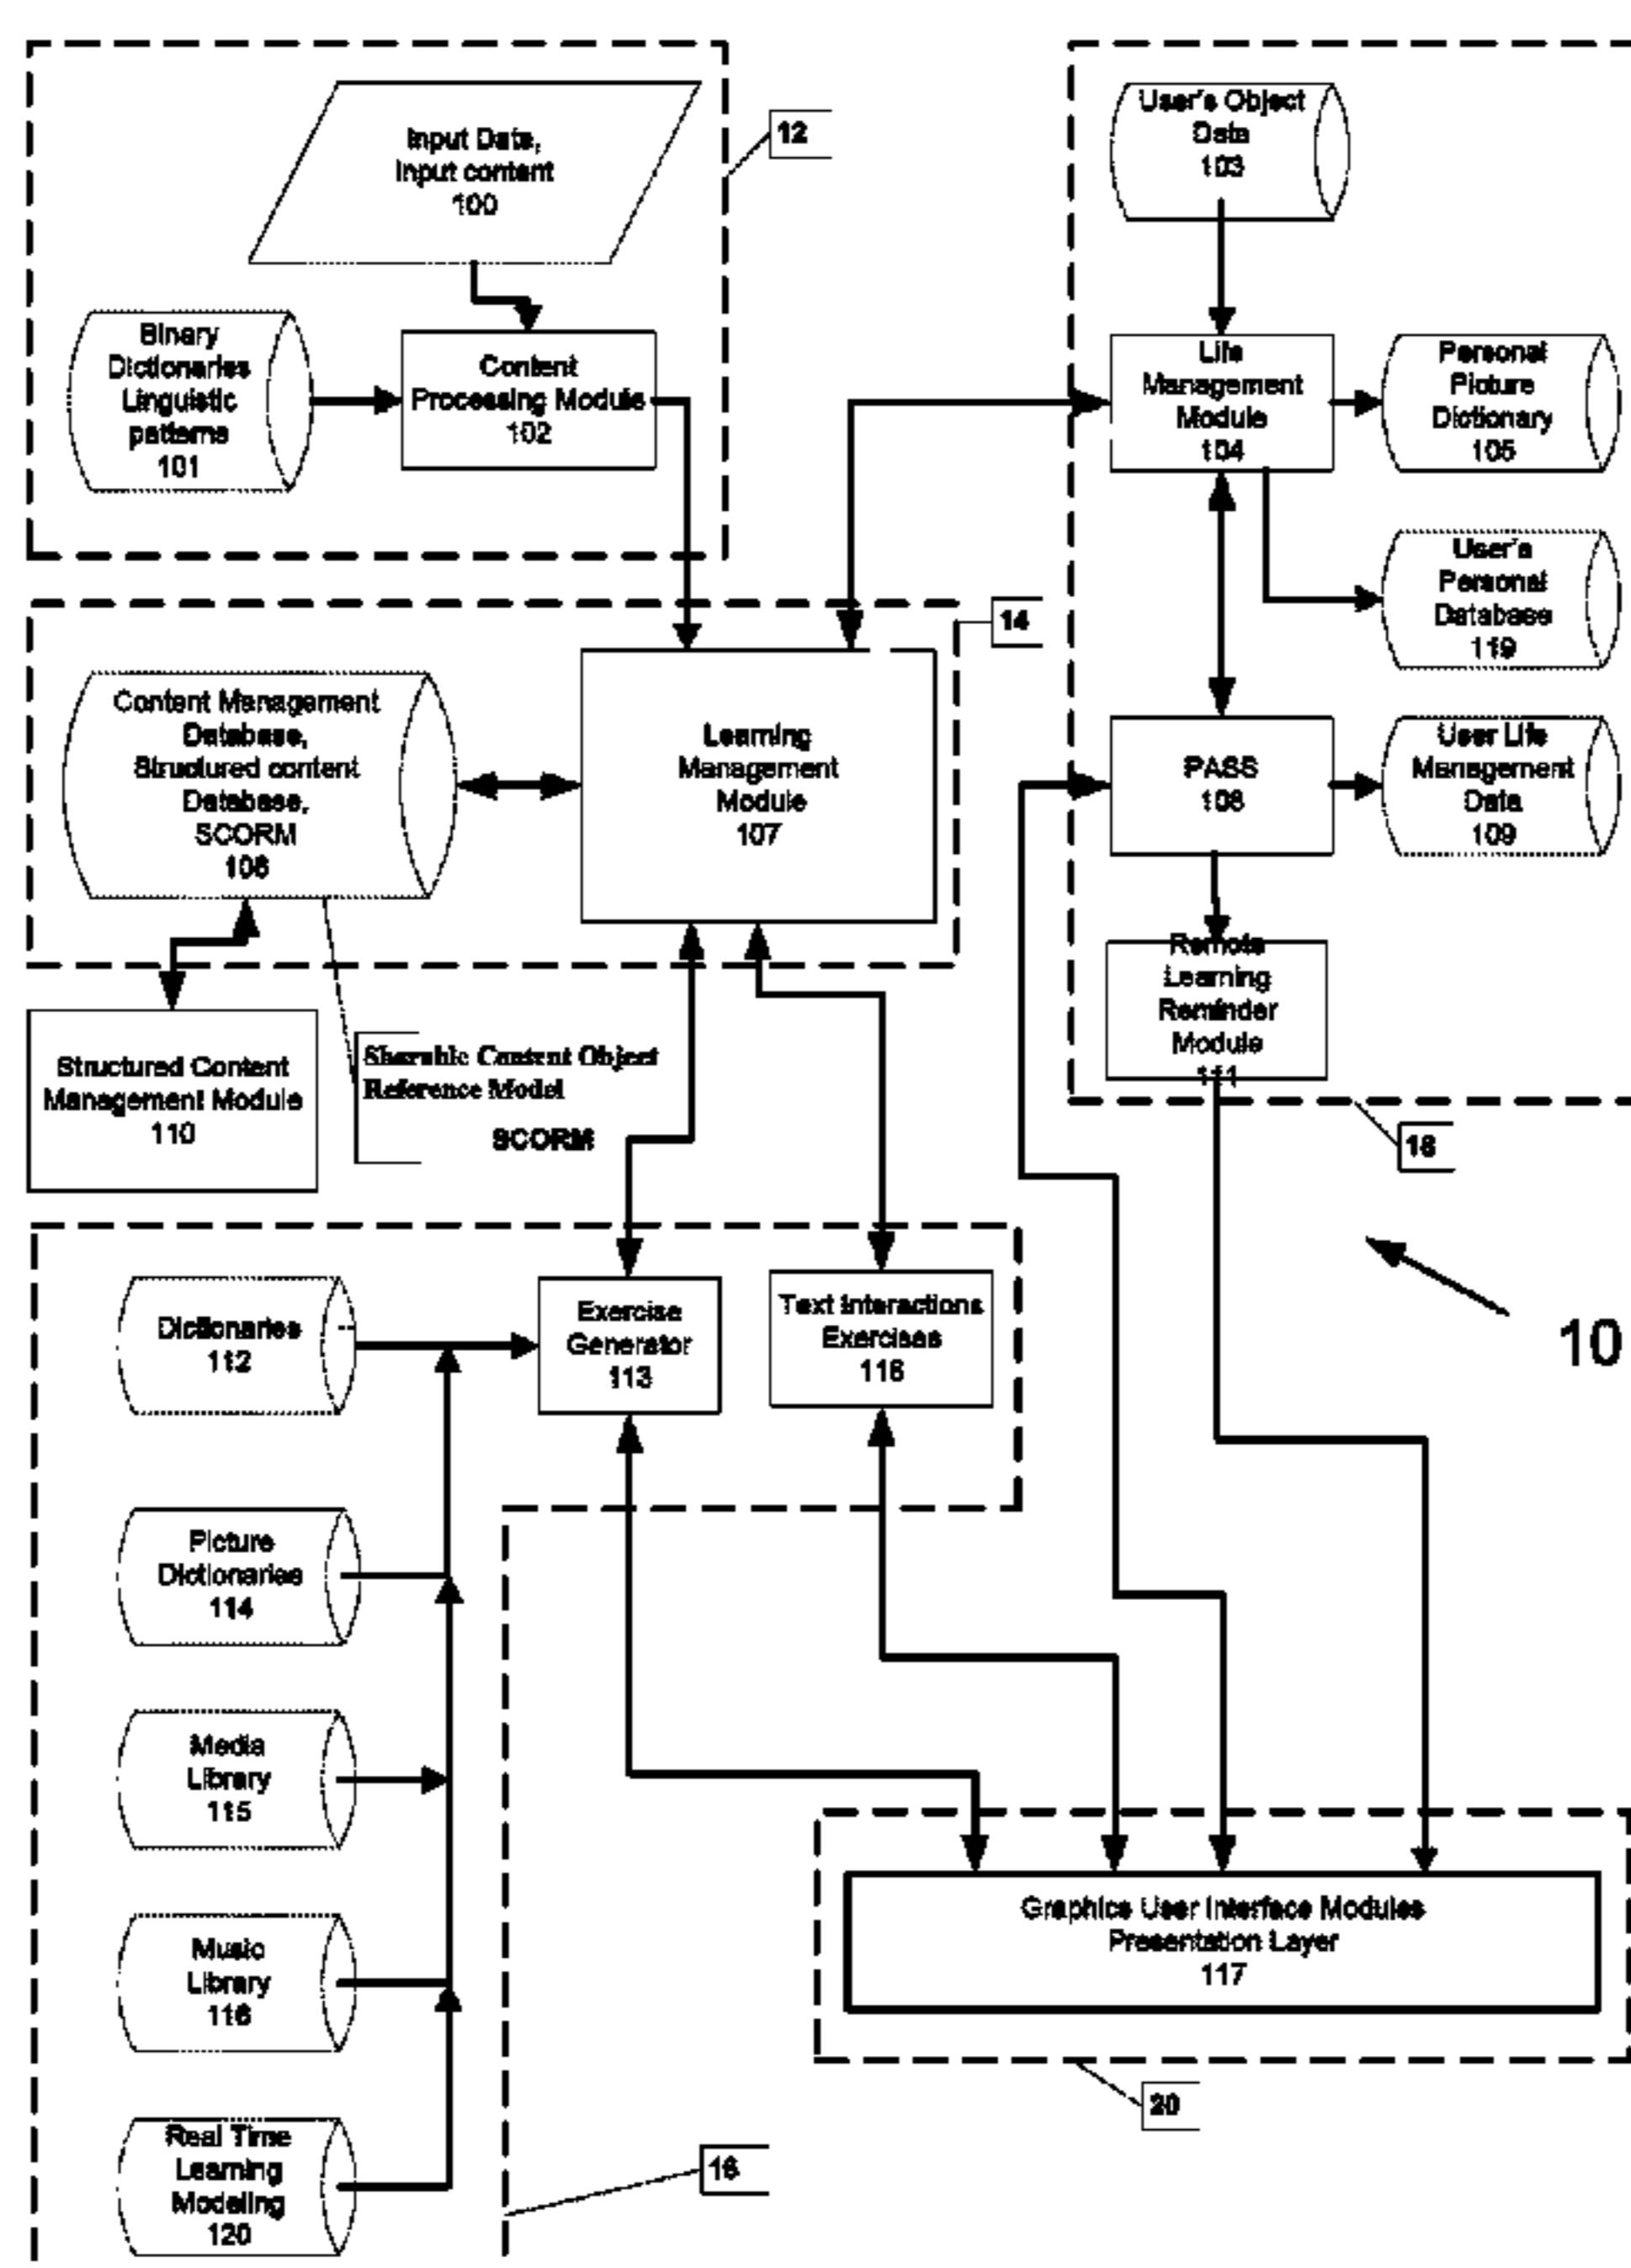 Input Data,
Input content
100
12
Binary
Dictionaries
Linguistic
patterns
101
Content
Processing Module
102
User's Object
Data
103
Life
Management
Module
104
Personal
Picture
Dictionary
105
User's
Personal
Database
119
14
Content Management
Database,
Structured content
Database,
SCORM
106
Learning
Management
Module
107
PASS
108
User Life
Management
Data
109
Remote
Learning
Reminder
Module
111
18
Structured Content
Management Module
110
Sharable Content Object
Reference Model
SCORM
10
Dictionaries
112
Exercise
Generator
113
Text Interactions
Exercises
118
Picture
Dictionaries
114
Media
Library
115
Music
Library
116
Real Time
Learning
Modeling
120
Graphics User Interface Modules
Presentation Layer
117
20
16